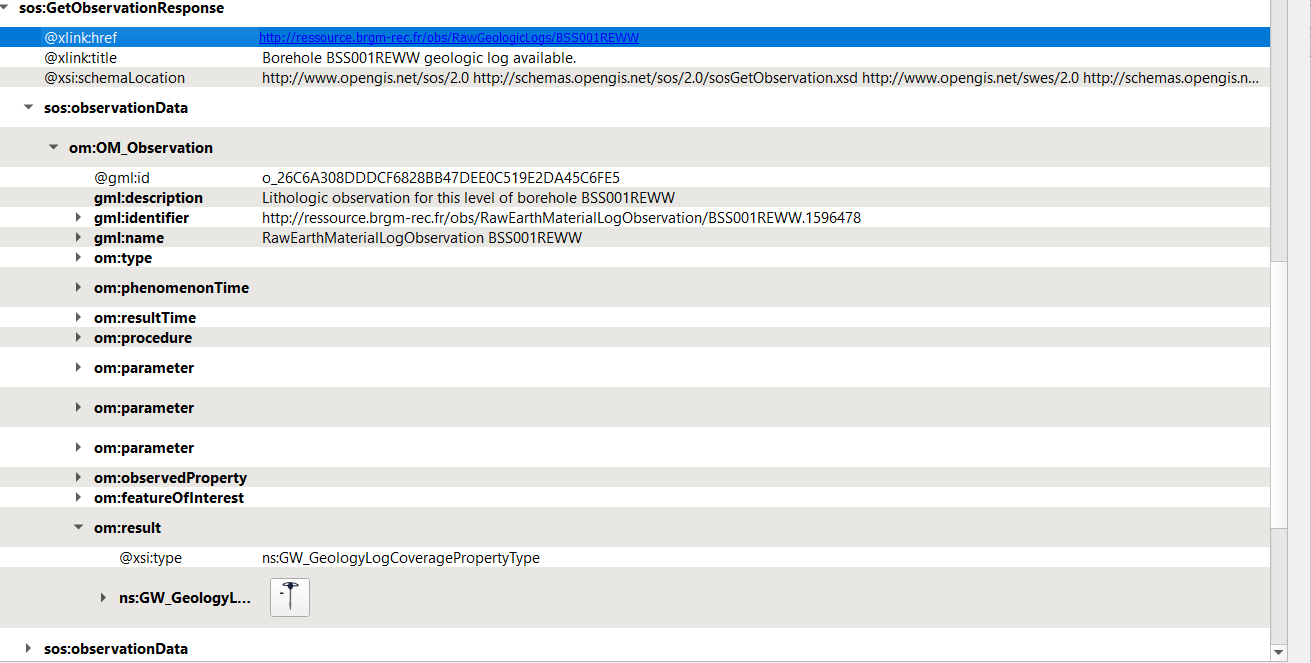 sos:GetObservationResponse
@xlink:href http://ressource.brgm-rec.fr/obs/RawGeologicLogs/BSS001REWW
@xlink:title Borehole BSS001REWW geologic log available.
@xsi:schemaLocation http://www.opengis.net/sos/2.0 http://schemas.opengis.net/sos/2.0/sosGetObservation.xsd http://www.opengis.net/swes/2.0 http://schemas.opengis.n...
sos:observationData
om:OM_Observation
@gml:id o_26C6A308DDDCF6828BB47DEE0C519E2DA45C6FE5
gml:description Lithologic observation for this level of borehole BSS001REWW
gml:identifier http://ressource.brgm-rec.fr/obs/RawEarthMaterialLogObservation/BSS001REWW.1596478
gml:name RawEarthMaterialLogObservation BSS001REWW
om:type
om:phenomenonTime
om:resultTime
om:procedure
om:parameter
om:parameter
om:parameter
om:observedProperty
om:featureOfInterest
om:result
@xsi:type ns:GW_GeologyLogCoveragePropertyType
ns:GW_GeologyL...
sos:observationData